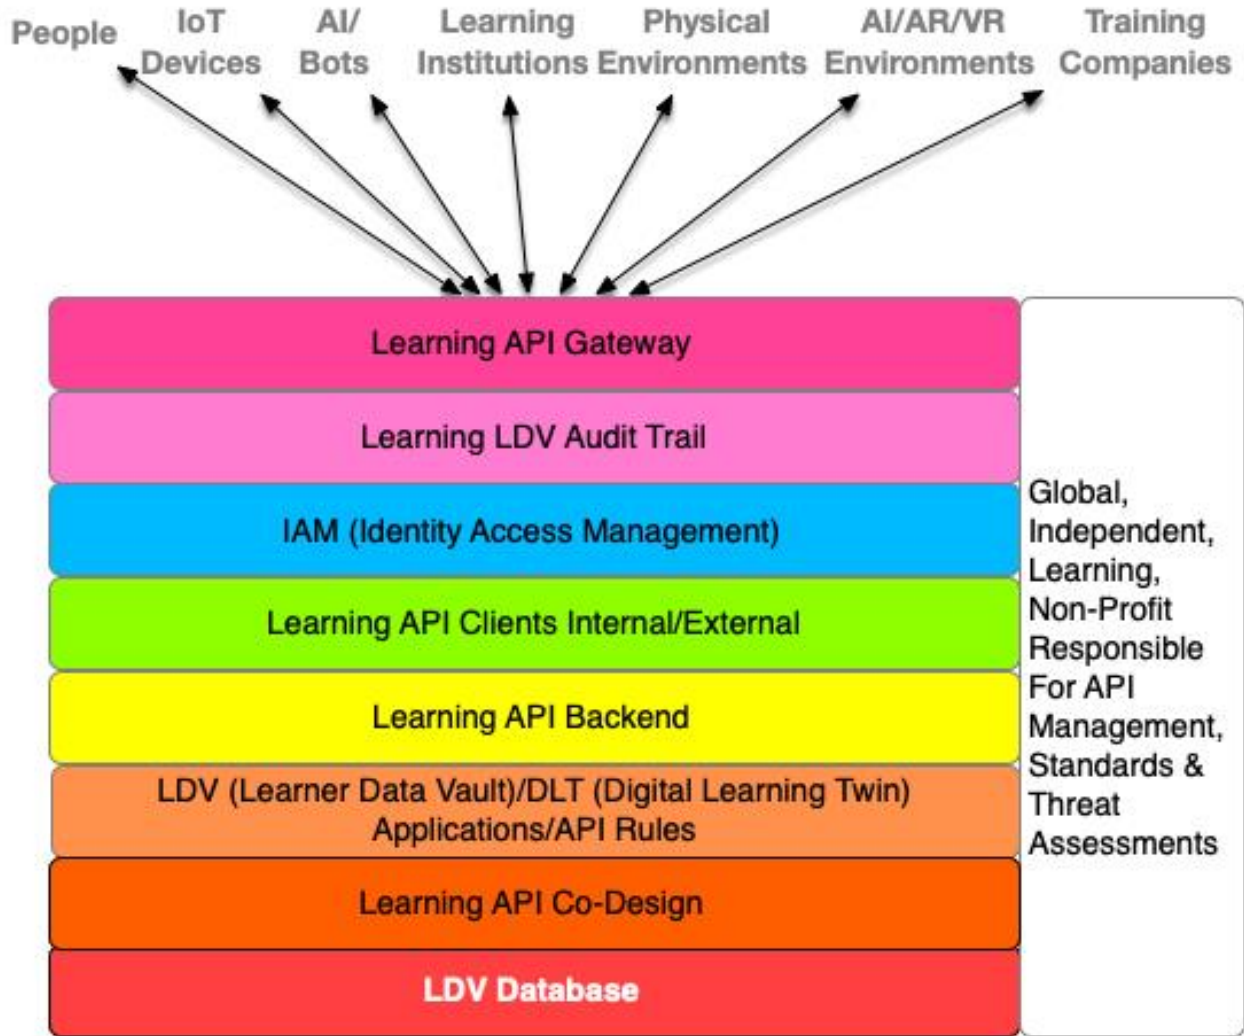 People
IoT
Devices
AI/
Bots
Learning
Institutions
Physical
Environments
AI/AR/VR
Environments
Training
Companies
Learning API Gateway
Learning LDV Audit Trail
IAM (Identity Access Management)
Learning API Clients Internal/External
Learning API Backend
LDV (Learner Data Vault)/DLT (Digital Learning Twin)
Applications/API Rules
Learning API Co-Design
LDV Database
Global,
Independent,
Learning,
Non-Profit
Responsible
For API
Management,
Standards &
Threat
Assessments